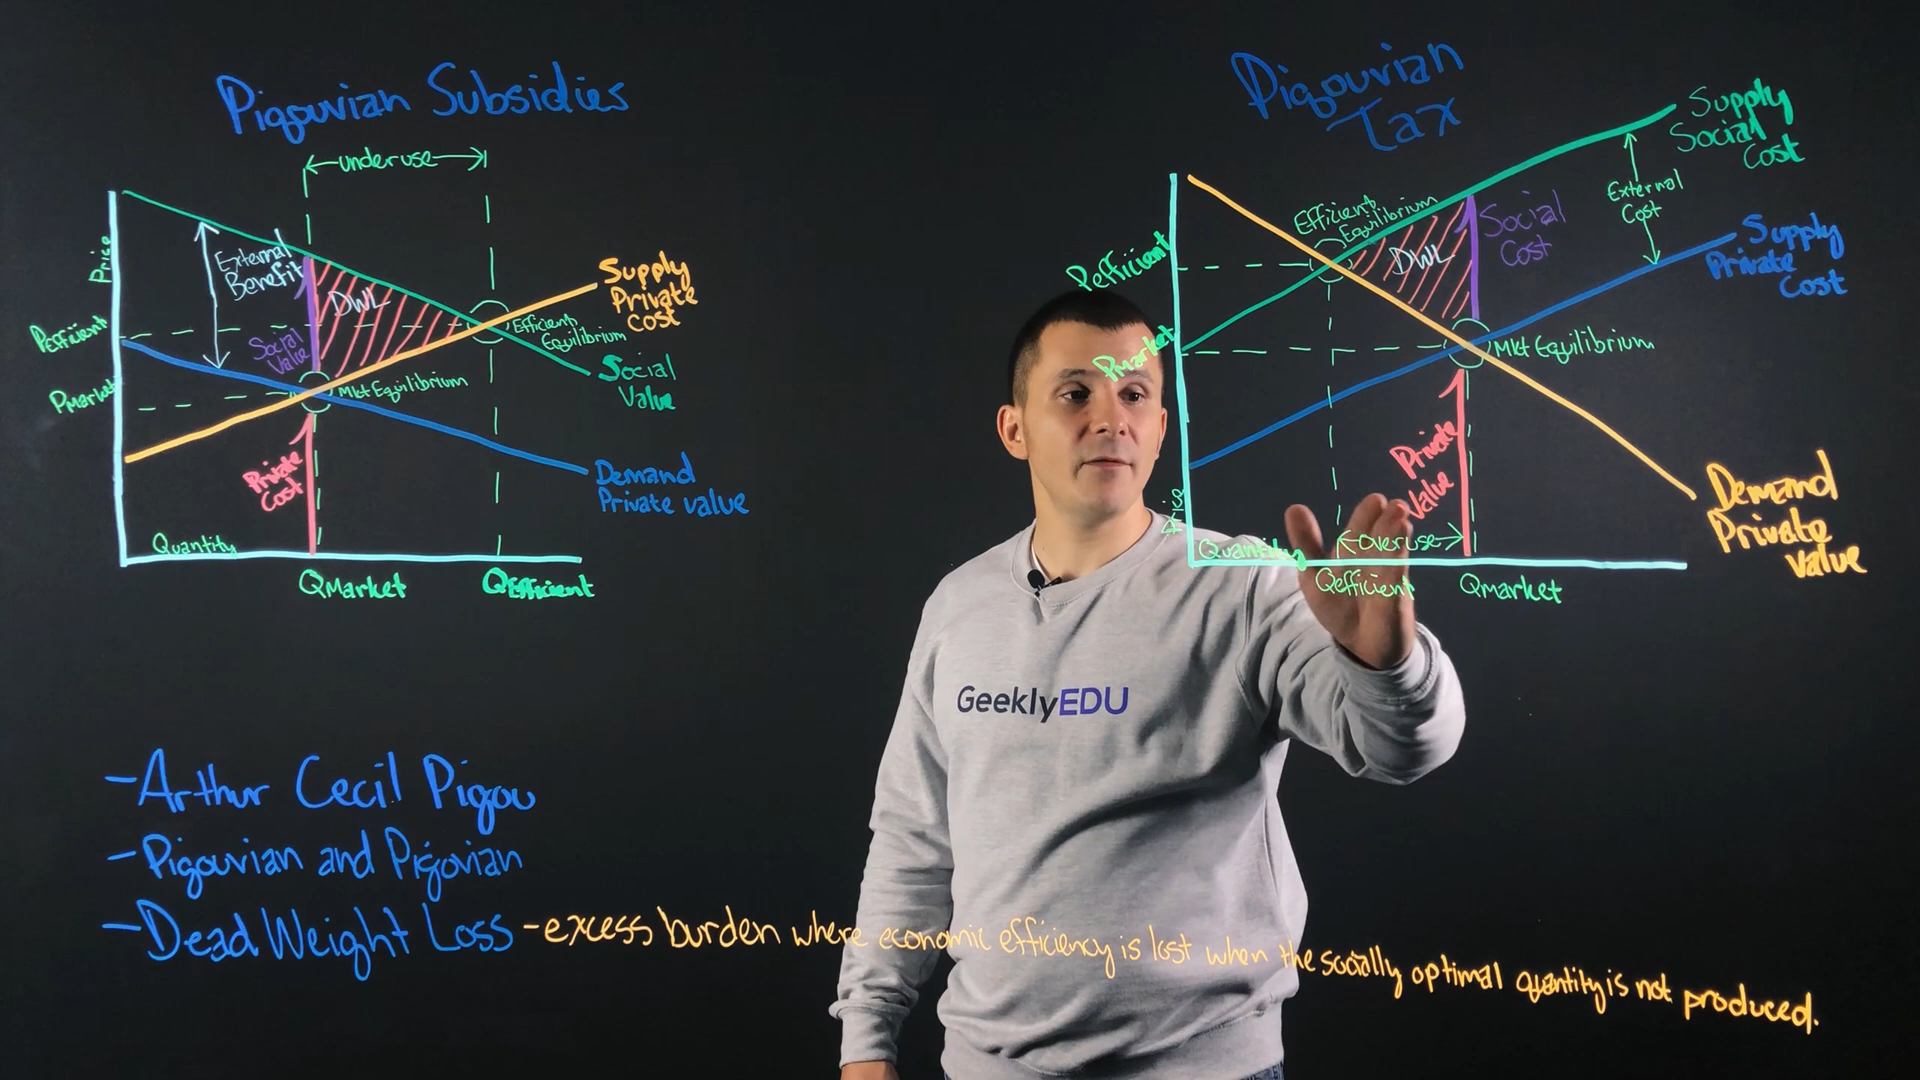 Pigouvian Subsidies
underuse
Price
External
Benefit
DWL
Social
Value
Pefficient
Pmarket
Supply
Private
Cost
Efficient
Equilibrium
Social
Value
Mkt Equilibrium
Private
Cost
Demand
Private value
Quantity
QMarket
QEfficient
Pigouvian
Tax
Supply
Social
Cost
External
Cost
Efficient
Equilibrium
Social
Cost
DWL
Supply
Private
Cost
Pefficient
Pmarket
Mkt Equilibrium
Private
Value
Demand
Private
value
Price
overuse
Quantity
Qefficient
Qmarket
GeeklyEDU
-Arthur Cecil Pigou
-Pigouvian and Pigovian
-Dead Weight Loss -excess burden where economic efficiency is lost when the socially optimal quantity is not produced.